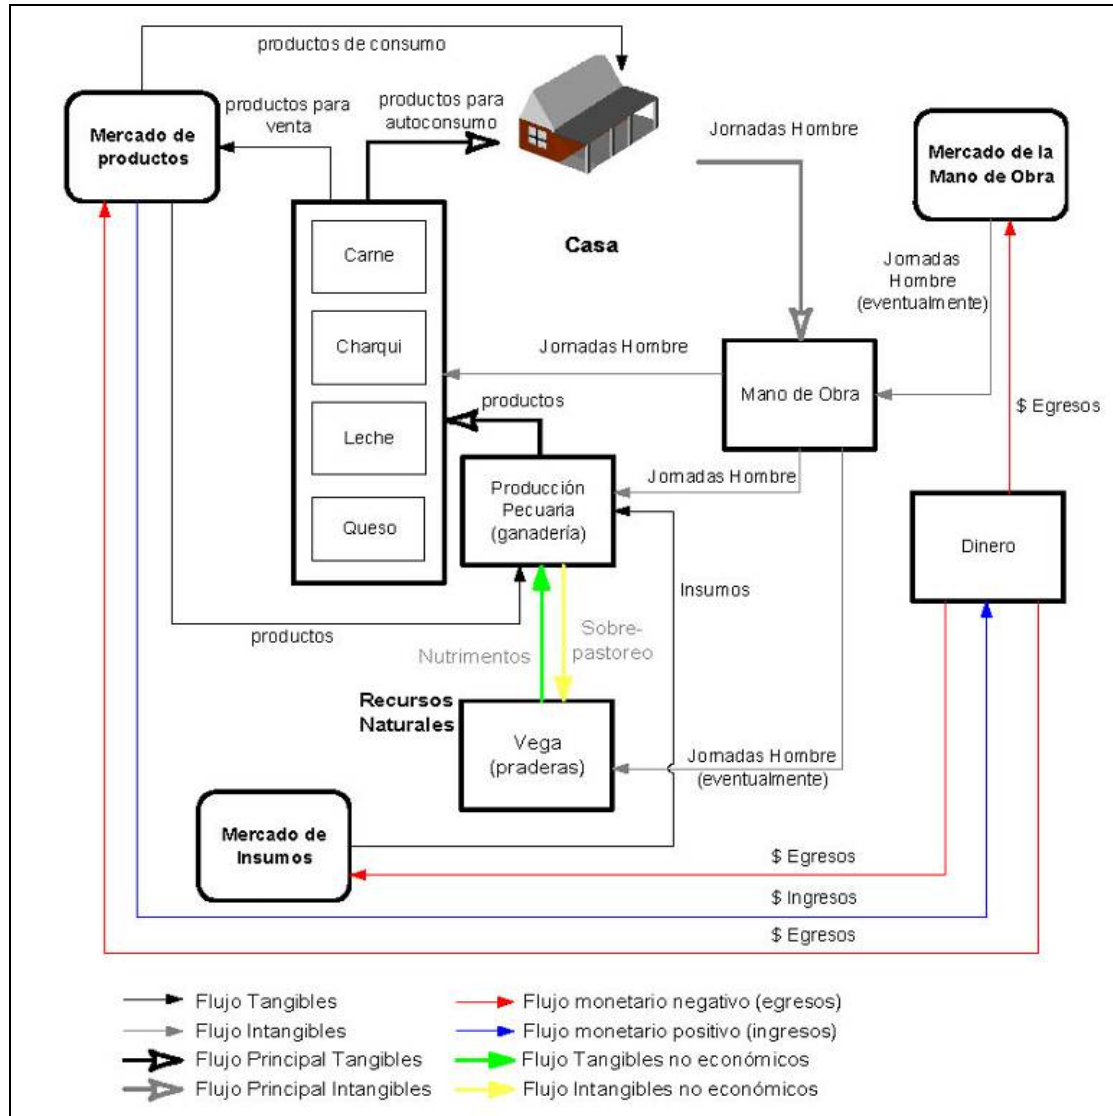 productos de consumo
productos para
venta
productos para
autoconsumo
Jornadas Hombre
Mercado de
productos
Mercado de la
Mano de Obra
Casa
Carne
Charqui
Leche
Queso
Jornadas
Hombre
(eventualmente)
Jornadas Hombre
Mano de Obra
productos
$ Egresos
Jornadas Hombre
Producción
Pecuaria
(ganadería)
Dinero
Insumos
productos
Nutrimentos
Sobre-
pastoreo
Recursos
Naturales
Vega
(praderas)
Jornadas Hombre
(eventualmente)
Mercado de
Insumos
$ Egresos
$ Ingresos
$ Egresos
Flujo Tangibles
Flujo Intangibles
Flujo Principal Tangibles
Flujo Principal Intangibles
Flujo monetario negativo (egresos)
Flujo monetario positivo (ingresos)
Flujo Tangibles no económicos
Flujo Intangibles no económicos